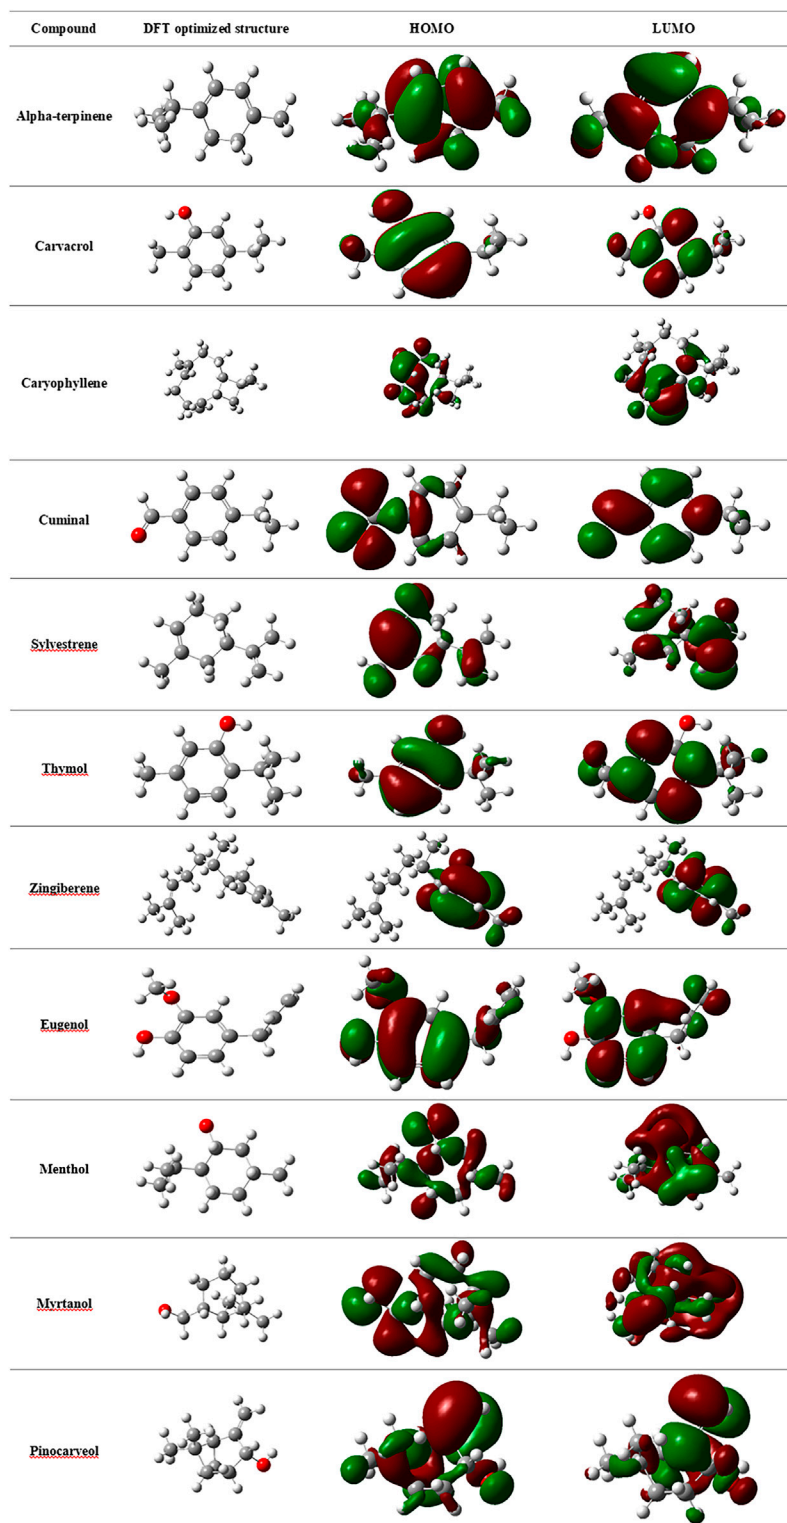 Compound DFT optimized structure HOMO LUMO
Alpha-terpinene
Carvacrol
Caryophyllene
Cuminal
Sylvestrene
Thymol
Zingiberene
Eugenol
Menthol
Myrtanol
Pinocarveol